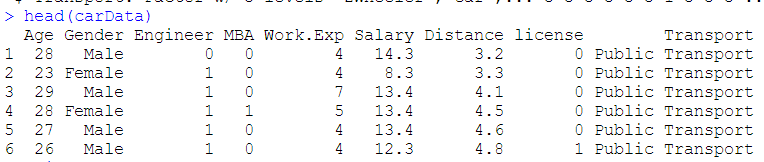 > head(carData)
Age Gender Engineer MBA Work.Exp Salary Distance license Transport
1 28 Male 0 0 4 14.3 3.2 0 Public Transport
2 23 Female 1 0 4 8.3 3.3 0 Public Transport
3 29 Male 1 0 7 13.4 4.1 0 Public Transport
4 28 Female 1 1 5 13.4 4.5 0 Public Transport
5 27 Male 1 0 4 13.4 4.6 0 Public Transport
6 26 Male 1 0 4 12.3 4.8 1 Public Transport